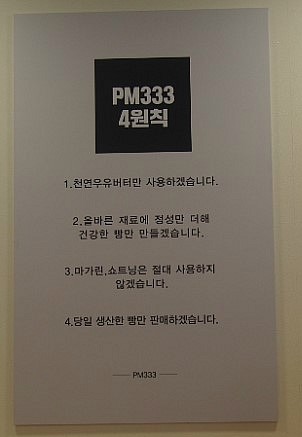 PM333
4원칙
1.천연우유버터만 사용하겠습니다.
2.올바른 재료에 정성만 더해
건강한 빵만 만들겠습니다.
3.마가린,쇼트닝은 절대 사용하지
않겠습니다.
4.당일 생산한 빵만 판매하겠습니다.
PM333